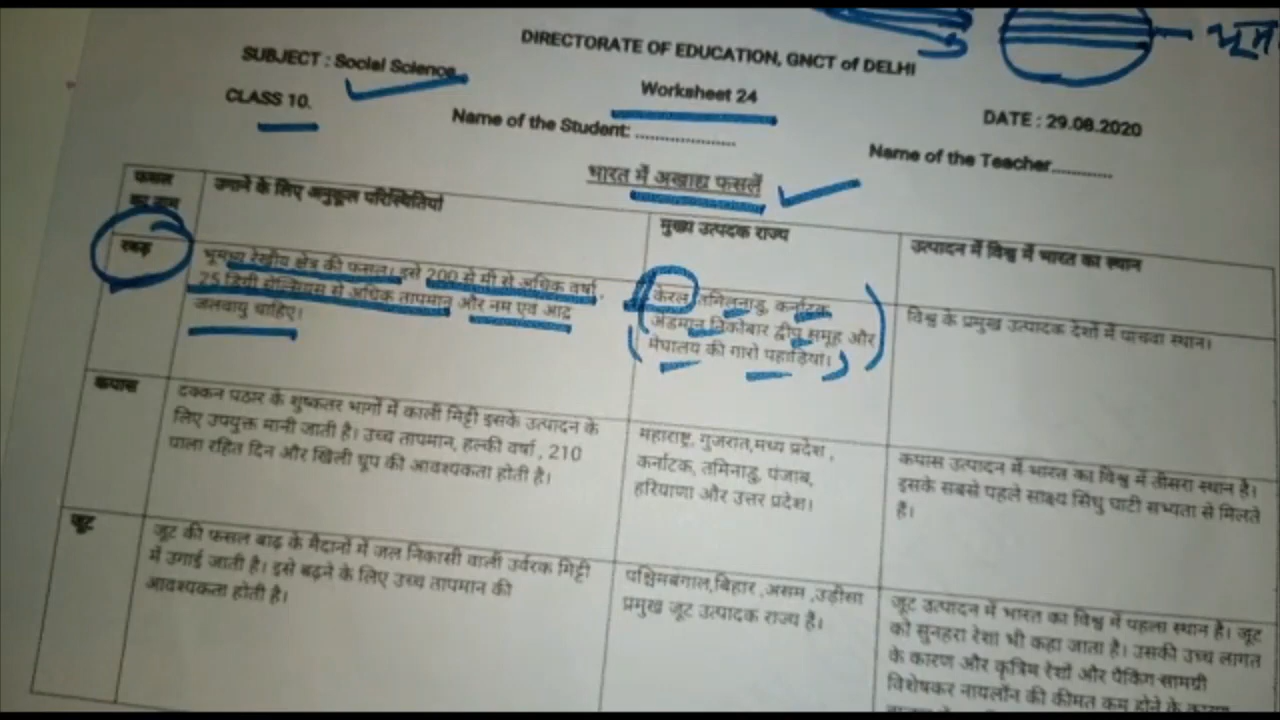 भूम
DIRECTORATE OF EDUCATION, GNCT of DELHI
SUBJECT : Social Science
Worksheet 24
CLASS 10.
DATE : 29.08.2020
Name of the Student: .....................
Name of the Teacher............
भारत में अखाद्य फसलें
फसल
का नाम
उगाने के लिए अनुकूल परिस्थितियां
मुख्य उत्पदक राज्य
उत्पादन में विश्व में भारत का स्थान
रबड़
भूमध्य रेखीय क्षेत्र की फसल। इसे 200 से मी से अधिक वर्षा ,
25 डिग्री सेल्सियस से अधिक तापमान और नम एवं आद्र
जलवायु चाहिए।
केरल, तमिलनाडु, कर्नाटक,
अंडमान निकोबार द्वीप समूह और
मेघालय की गारो पहाड़ियां।
विश्व के प्रमुख उत्पादक देशों में पाचवा स्थान।
कपास
दक्कन पठार के शुष्कतर भागों में काली मिट्टी इसके उत्पादन के
लिए उपयुक्त मानी जाती है। उच्च तापमान, हल्की वर्षा , 210
पाला रहित दिन और खिली धूप की आवश्यकता होती है।
महाराष्ट्र, गुजरात,मध्य प्रदेश ,
कर्नाटक, तमिनाडु, पंजाब,
हरियाणा और उत्तर प्रदेश।
कपास उत्पादन में भारत का विश्व में तीसरा स्थान है।
इसके सबसे पहले साक्ष्य सिंधु घाटी सभ्यता से मिलते
हैं।
जूट
जूट की फसल बाढ़ के मैदानों में जल निकासी वाली उर्वरक मिट्टी
में उगाई जाती है। इसे बढ़ने के लिए उच्च तापमान की
आवश्यकता होती है।
पश्चिमबंगाल,बिहार ,असम ,उड़ीसा
प्रमुख जूट उत्पादक राज्य है।
जूट उत्पादन में भारत का विश्व में पहला स्थान है। जूट
को सुनहरा रेशा भी कहा जाता है। उसकी उच्च लागत
के कारण और कृत्रिम रेशों और पैकिंग सामग्री
विशेषकर नायलॉन की कीमत कम होने के कारण